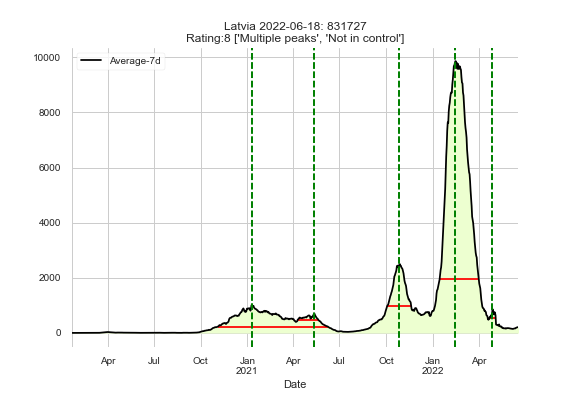 Latvia 2022-06-18: 831727
Rating:8 ['Multiple peaks', 'Not in control']
Average-7d
10000
8000
6000
4000
2000
0
Apr Jul Oct Jan Apr Jul Oct Jan Apr
2021 2022
Date